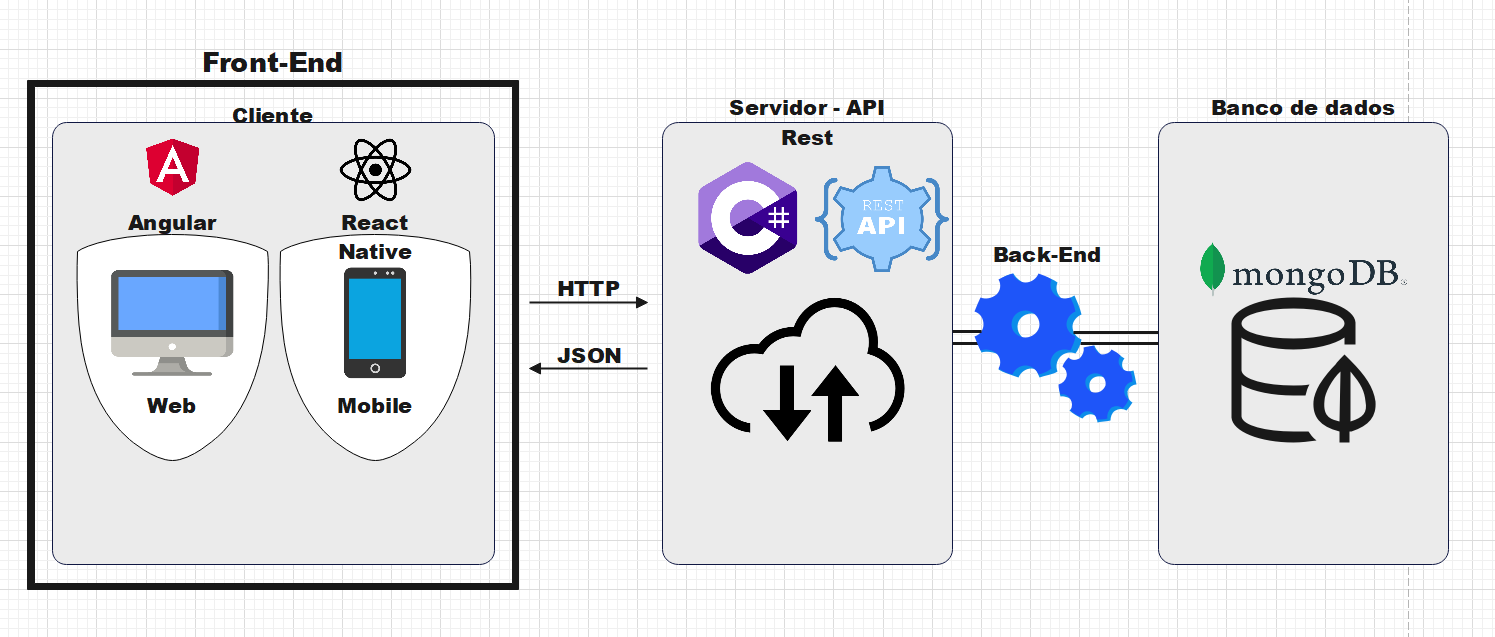 Front-End
Cliente
Angular
React
Native
Web
Mobile
HTTP
JSON
Servidor - API
Rest
C#
REST
API
Back-End
Banco de dados
mongoDB®